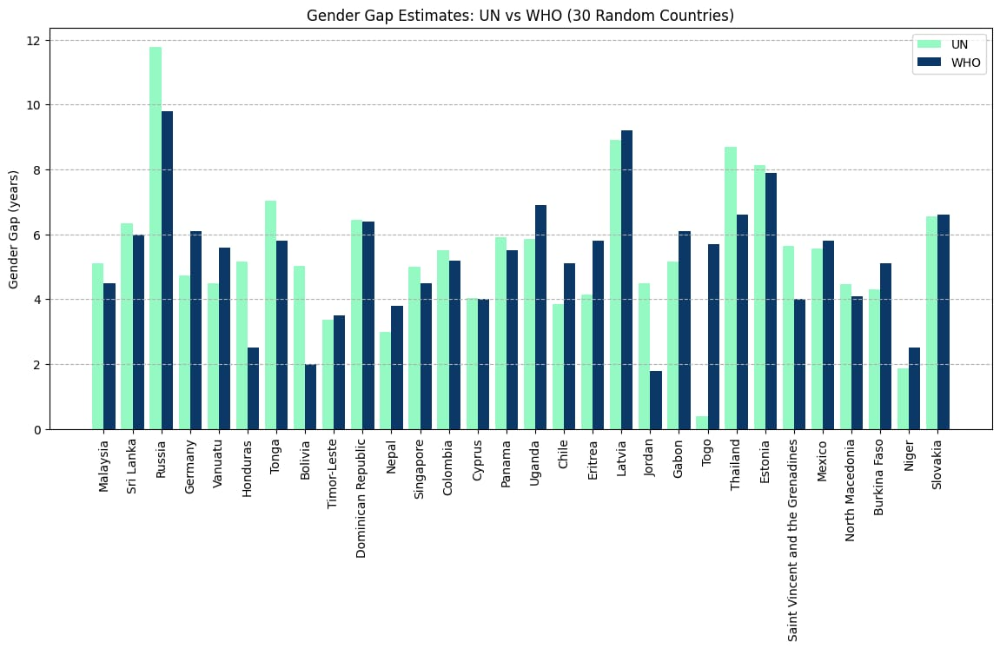 Gender Gap Estimates: UN vs WHO (30 Random Countries)
UN
WHO
Gender Gap (years)
12
10
8
6
4
2
0
Malaysia
Sri Lanka
Russia
Germany
Vanuatu
Honduras
Tonga
Bolivia
Timor-Leste
Dominican Republic
Nepal
Singapore
Colombia
Cyprus
Panama
Uganda
Chile
Eritrea
Latvia
Jordan
Gabon
Togo
Thailand
Estonia
Saint Vincent and the Grenadines
Mexico
North Macedonia
Burkina Faso
Niger
Slovakia